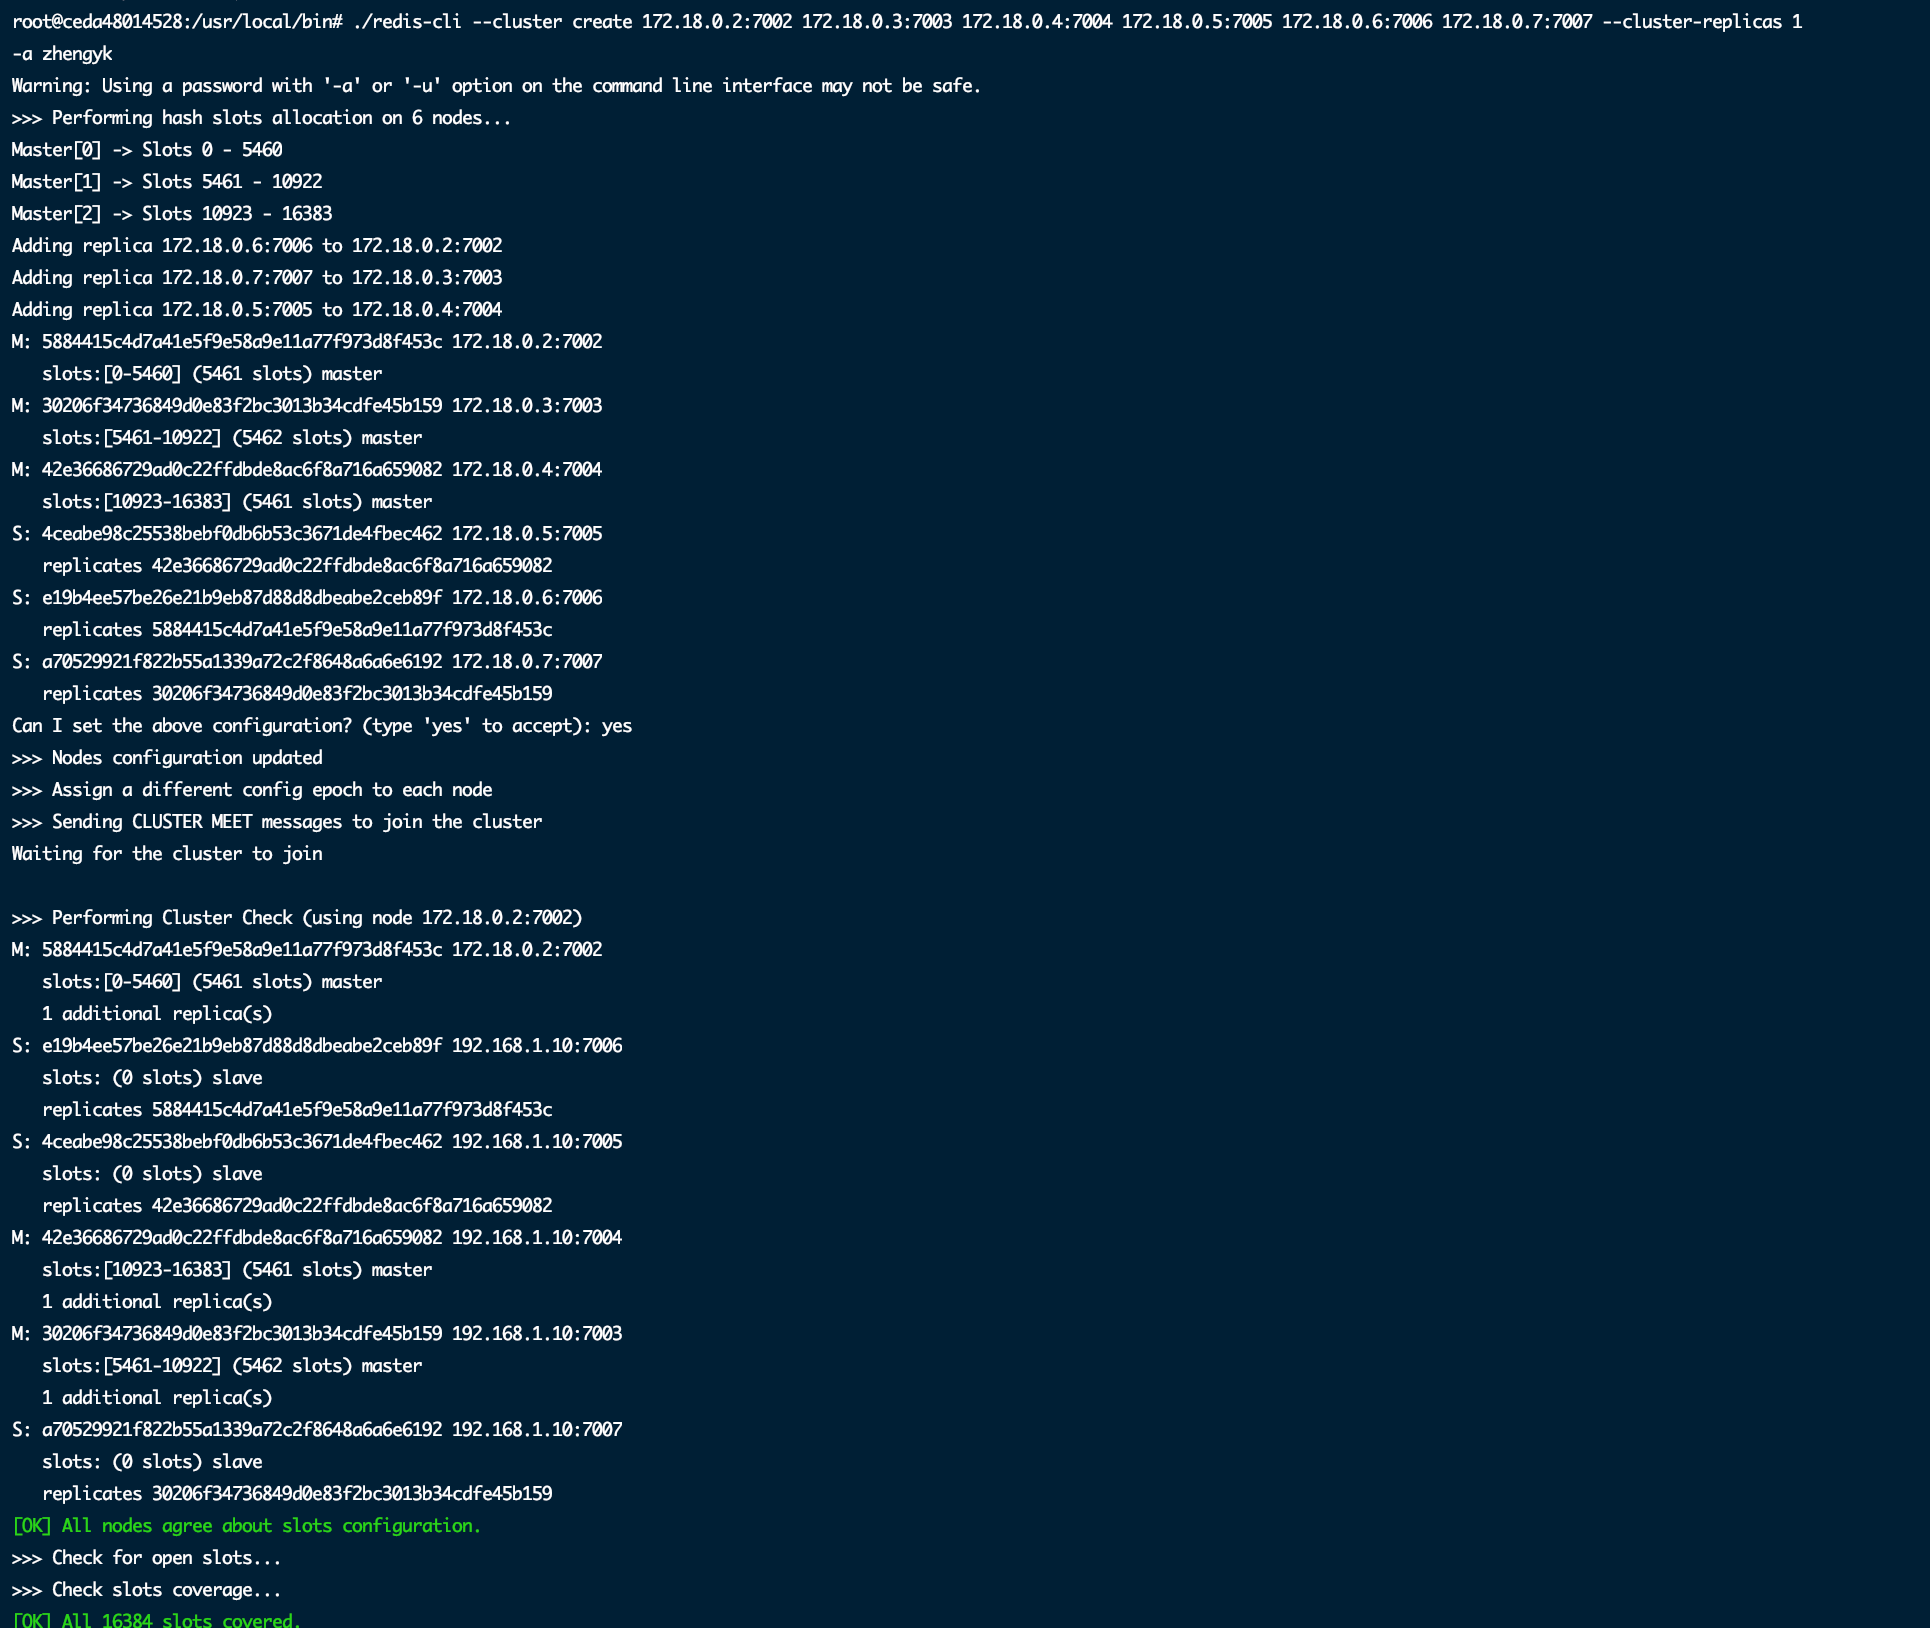 root@ceda48014528:/usr/local/bin# ./redis-cli --cluster create 172.18.0.2:7002 172.18.0.3:7003 172.18.0.4:7004 172.18.0.5:7005 172.18.0.6:7006 172.18.0.7:7007 --cluster-replicas 1
-a zhengyk
Warning: Using a password with '-a' or '-u' option on the command line interface may not be safe.
>>> Performing hash slots allocation on 6 nodes...
Master[0] -> Slots 0 - 5460
Master[1] -> Slots 5461 - 10922
Master[2] -> Slots 10923 - 16383
Adding replica 172.18.0.6:7006 to 172.18.0.2:7002
Adding replica 172.18.0.7:7007 to 172.18.0.3:7003
Adding replica 172.18.0.5:7005 to 172.18.0.4:7004
M: 5884415c4d7a41e5f9e58a9e11a77f973d8f453c 172.18.0.2:7002
   slots:[0-5460] (5461 slots) master
M: 30206f34736849d0e83f2bc3013b34cdfe45b159 172.18.0.3:7003
   slots:[5461-10922] (5462 slots) master
M: 42e36686729ad0c22ffdbde8ac6f8a716a659082 172.18.0.4:7004
   slots:[10923-16383] (5461 slots) master
S: 4ceabe98c25538bebf0db6b53c3671de4fbec462 172.18.0.5:7005
   replicates 42e36686729ad0c22ffdbde8ac6f8a716a659082
S: e19b4ee57be26e21b9eb87d88d8dbeabe2ceb89f 172.18.0.6:7006
   replicates 5884415c4d7a41e5f9e58a9e11a77f973d8f453c
S: a70529921f822b55a1339a72c2f8648a6a6e6192 172.18.0.7:7007
   replicates 30206f34736849d0e83f2bc3013b34cdfe45b159
Can I set the above configuration? (type 'yes' to accept): yes
>>> Nodes configuration updated
>>> Assign a different config epoch to each node
>>> Sending CLUSTER MEET messages to join the cluster
Waiting for the cluster to join

>>> Performing Cluster Check (using node 172.18.0.2:7002)
M: 5884415c4d7a41e5f9e58a9e11a77f973d8f453c 172.18.0.2:7002
   slots:[0-5460] (5461 slots) master
   1 additional replica(s)
S: e19b4ee57be26e21b9eb87d88d8dbeabe2ceb89f 192.168.1.10:7006
   slots: (0 slots) slave
   replicates 5884415c4d7a41e5f9e58a9e11a77f973d8f453c
S: 4ceabe98c25538bebf0db6b53c3671de4fbec462 192.168.1.10:7005
   slots: (0 slots) slave
   replicates 42e36686729ad0c22ffdbde8ac6f8a716a659082
M: 42e36686729ad0c22ffdbde8ac6f8a716a659082 192.168.1.10:7004
   slots:[10923-16383] (5461 slots) master
   1 additional replica(s)
M: 30206f34736849d0e83f2bc3013b34cdfe45b159 192.168.1.10:7003
   slots:[5461-10922] (5462 slots) master
   1 additional replica(s)
S: a70529921f822b55a1339a72c2f8648a6a6e6192 192.168.1.10:7007
   slots: (0 slots) slave
   replicates 30206f34736849d0e83f2bc3013b34cdfe45b159
[OK] All nodes agree about slots configuration.
>>> Check for open slots...
>>> Check slots coverage...
[OK] All 16384 slots covered.